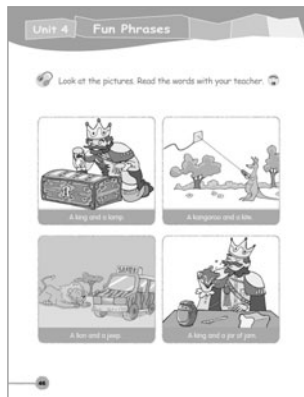 Unit 4 Fun Phrases
Look at the pictures. Read the words with your teacher.
A king and a lamp.
A kangaroo and a kite.
A lion and a jeep.
A king and a jar of jam.